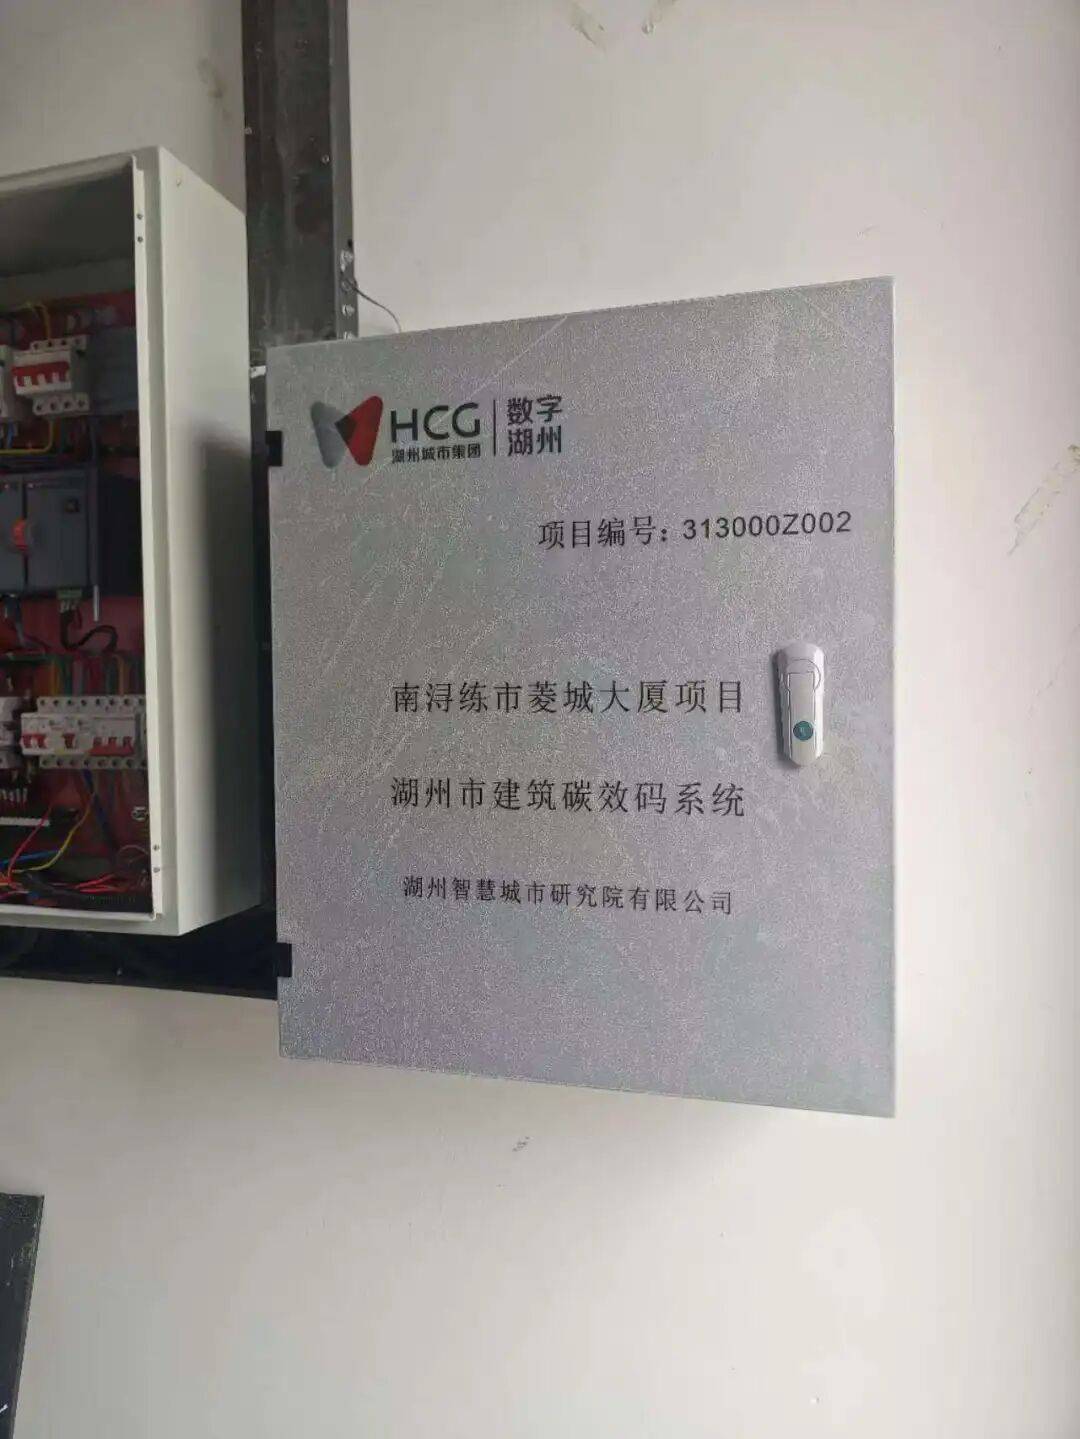 HCG 数字
湖州城市集团 湖州
项目编号：313000Z002
南浔练市菱城大厦项目
湖州市建筑碳效码系统
湖州智慧城市研究院有限公司